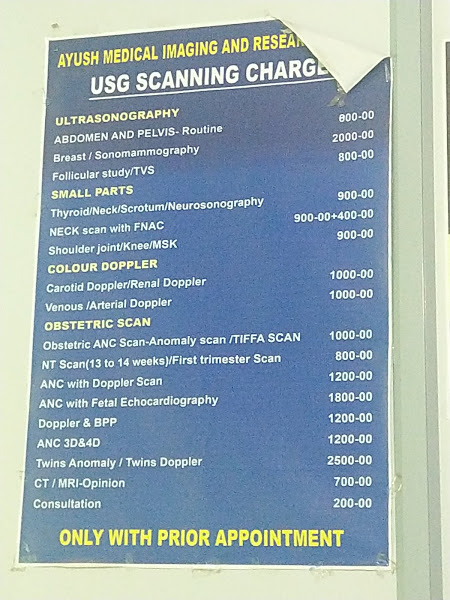 AYUSH MEDICAL IMAGING AND
USG SCANNING CHARGE
ULTRASONOGRAPHY
ABDOMEN AND PELVIS- Routine 800-00
Breast / Sonomammography 2000-00
Follicular study/TVS 800-00
SMALL PARTS
Thyroid/Neck/Scrotum/Neurosonography 900-00
NECK scan with FNAC 900-00+400-00
Shoulder joint/Knee/MSK 900-00
COLOUR DOPPLER
Carotid Doppler/Renal Doppler 1000-00
Venous /Arterial Doppler 1000-00
OBSTETRIC SCAN
Obstetric ANC Scan-Anomaly scan /TIFFA SCAN 1000-00
NT Scan(13 to 14 weeks)/First trimester Scan 800-00
ANC with Doppler Scan 1200-00
ANC with Fetal Echocardiography 1800-00
Doppler & BPP 1200-00
ANC 3D&4D 1200-00
Twins Anomaly / Twins Doppler 2500-00
CT / MRI-Opinion 700-00
Consultation 200-00
ONLY WITH PRIOR APPOINTMENT